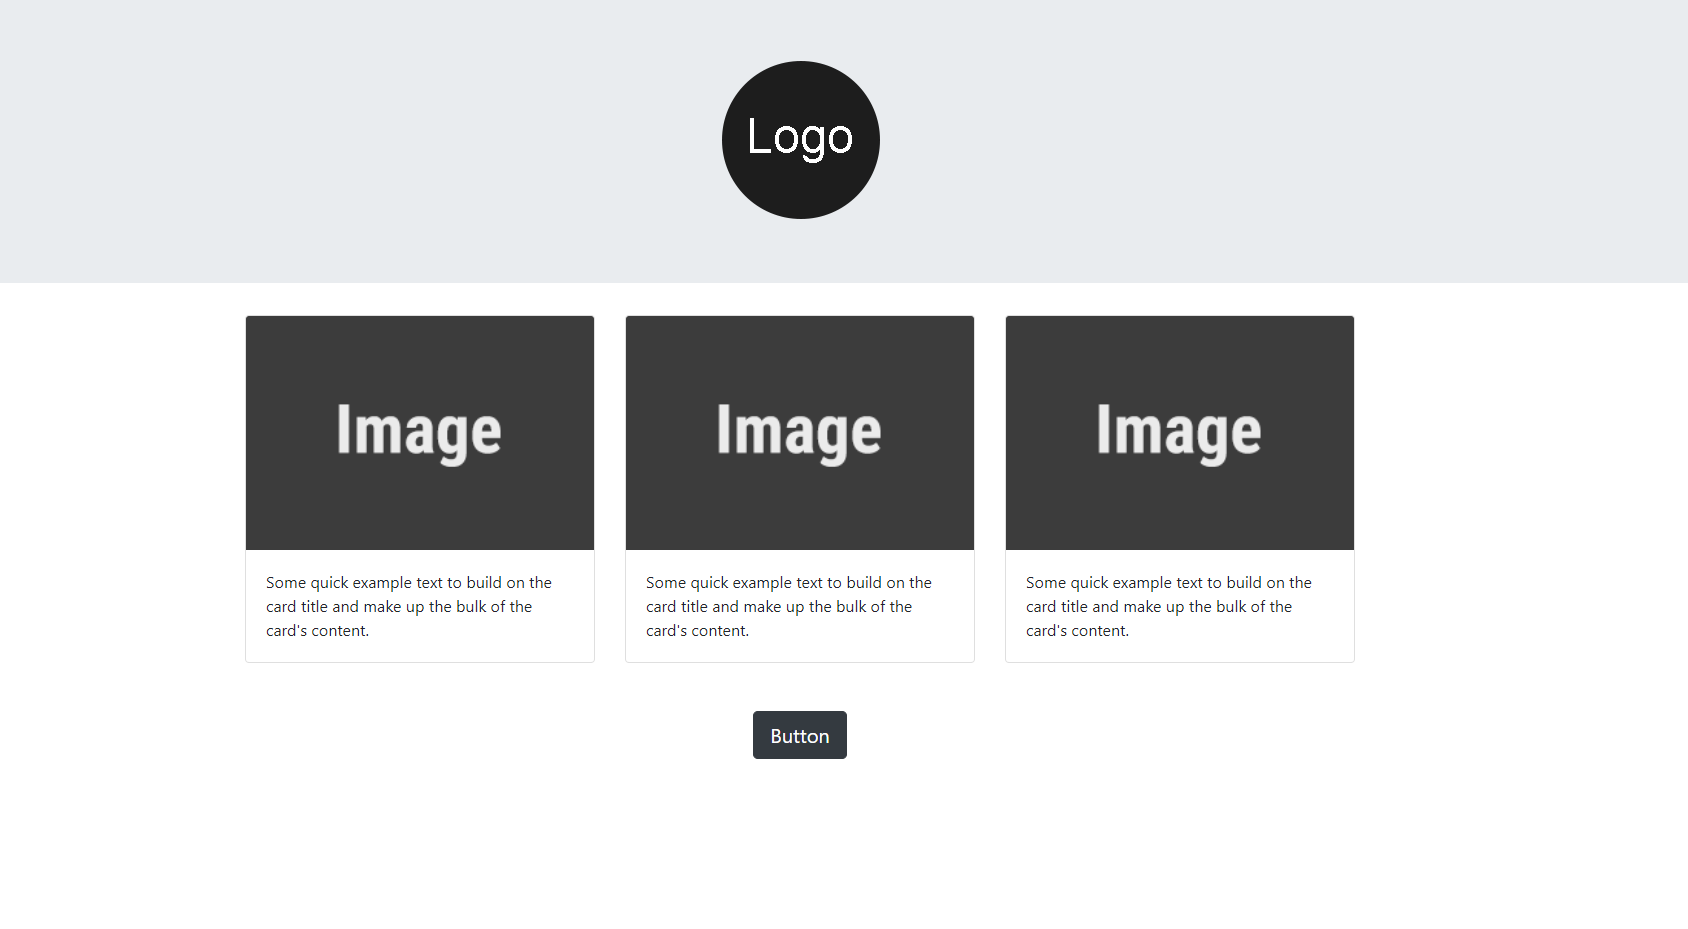 Logo
Image
Image
Image
Some quick example text to build on the
card title and make up the bulk of the
card's content.
Some quick example text to build on the
card title and make up the bulk of the
card's content.
Some quick example text to build on the
card title and make up the bulk of the
card's content.
Button